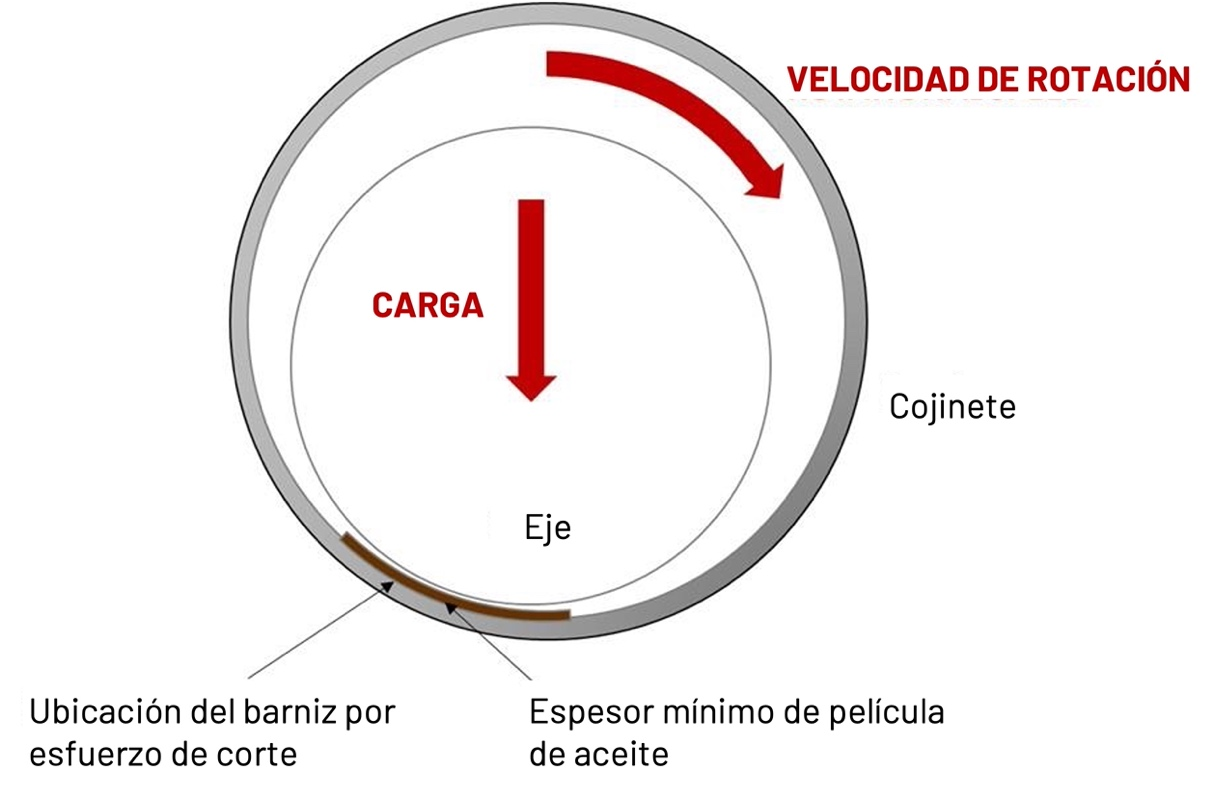 VELOCIDAD DE ROTACIÓN
CARGA
Cojinete
Eje
Ubicación del barniz por
esfuerzo de corte
Espesor mínimo de película
de aceite